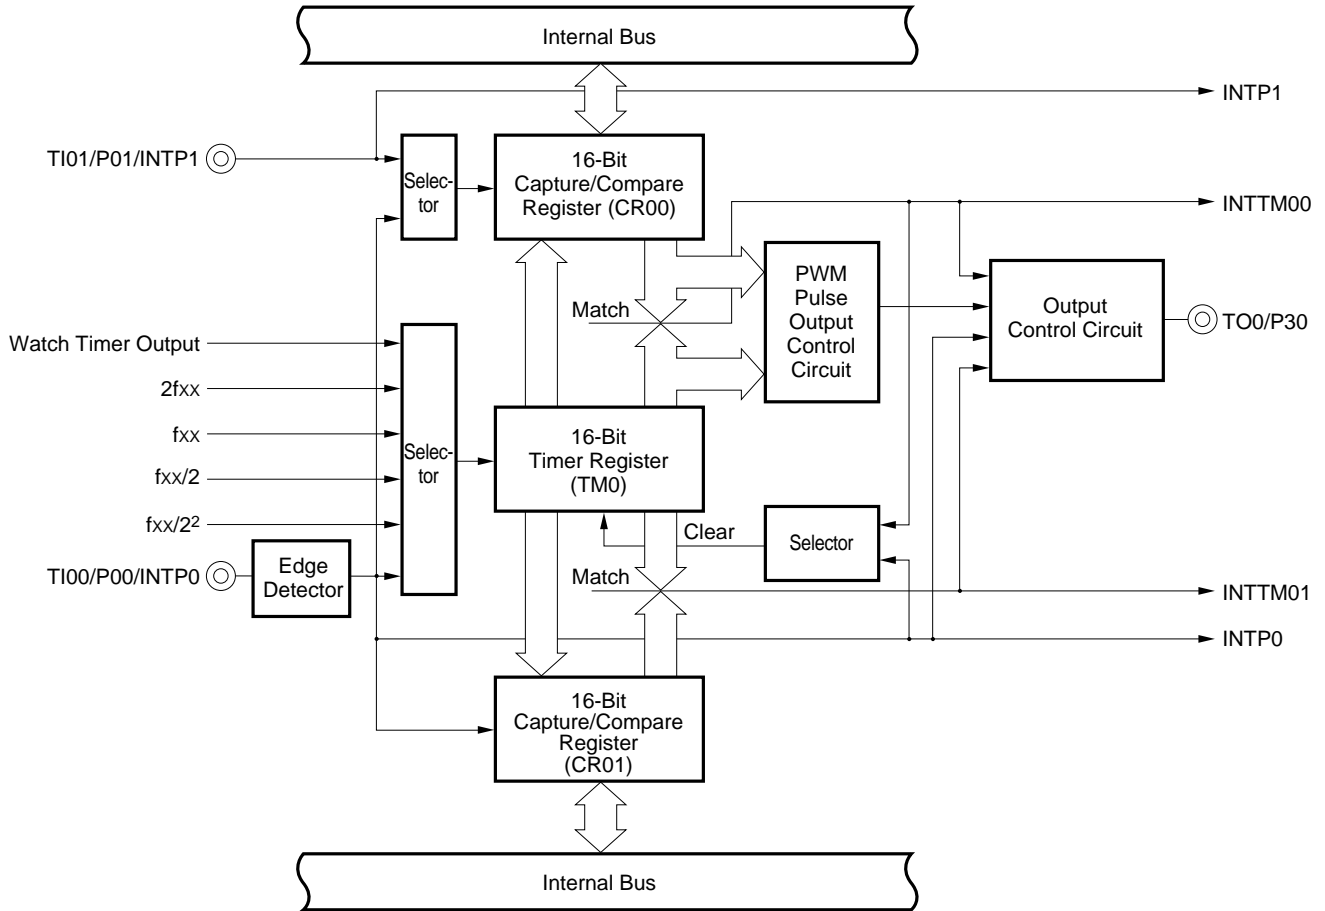 Internal Bus
INTP1
TI01/P01/INTP1
Selec-
tor
16-Bit
Capture/Compare
Register (CR00)
INTTM00
PWM
Pulse
Output
Control
Circuit
Output
Control Circuit
TO0/P30
Match
Watch Timer Output
2fxx
fxx
fxx/2
fxx/2²
Selec-
tor
16-Bit
Timer Register
(TM0)
Clear
Selector
TI00/P00/INTP0
Edge
Detector
Match
INTTM01
INTP0
16-Bit
Capture/Compare
Register
(CR01)
Internal Bus